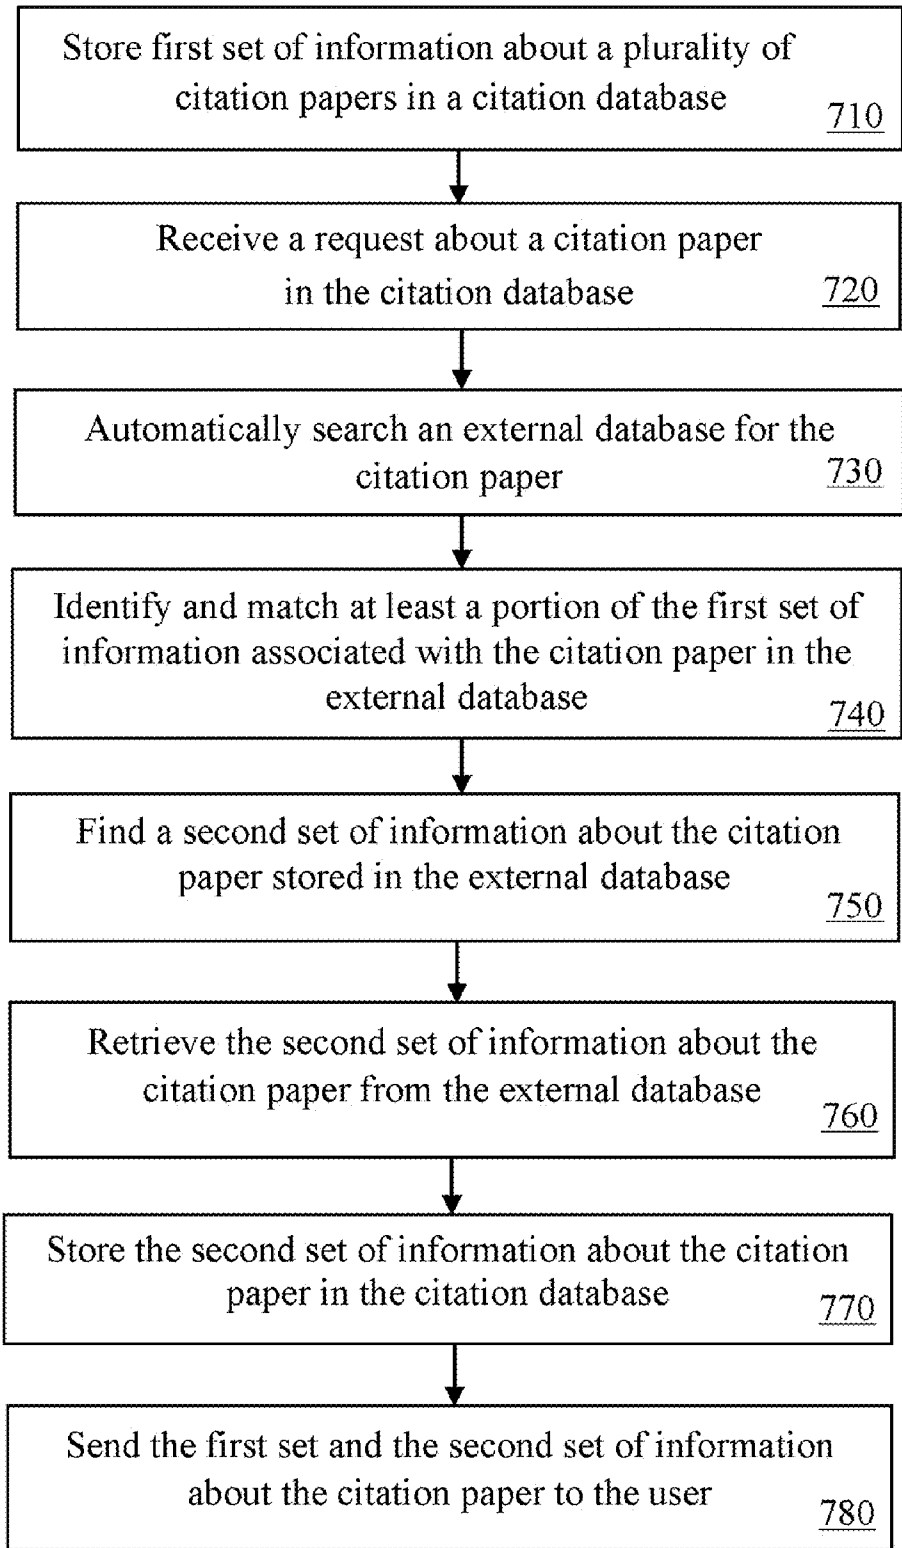 Store first set of information about a plurality of
citation papers in a citation database
710
Receive a request about a citation paper
in the citation database
720
Automatically search an external database for the
citation paper
730
Identify and match at least a portion of the first set of
information associated with the citation paper in the
external database
740
Find a second set of information about the citation
paper stored in the external database
750
Retrieve the second set of information about the
citation paper from the external database
760
Store the second set of information about the citation
paper in the citation database
770
Send the first set and the second set of information
about the citation paper to the user
780